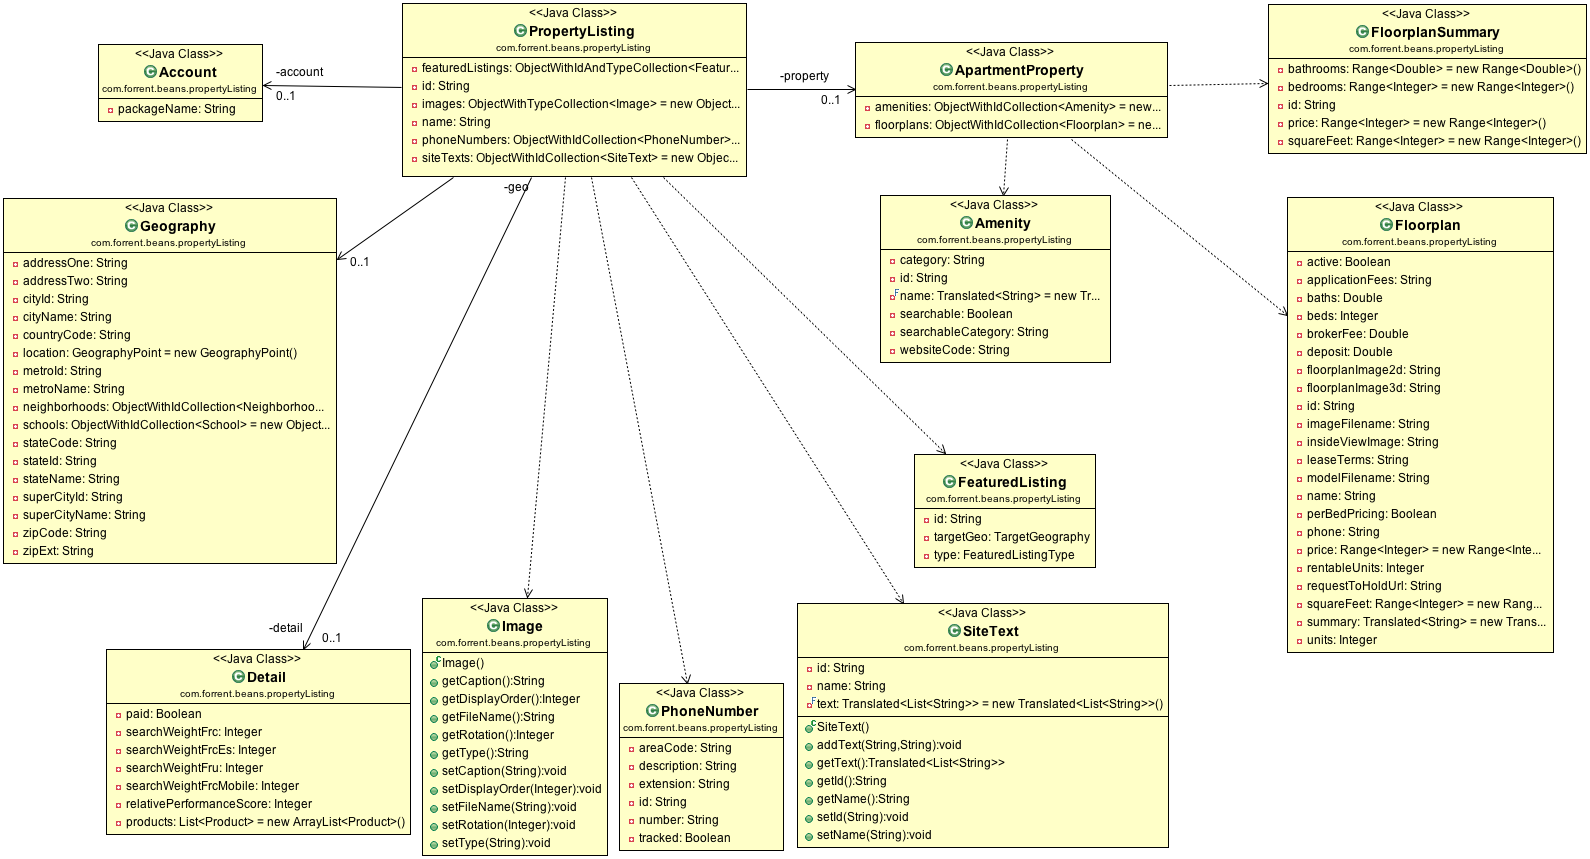 <<Java Class>>
PropertyListing
com.forrent.beans.propertyListing
featuredListings: ObjectWithIdAndTypeCollection<Featur...
id: String
images: ObjectWithTypeCollection<Image> = new Object...
name: String
phoneNumbers: ObjectWithIdCollection<PhoneNumber>...
siteTexts: ObjectWithIdCollection<SiteText> = new Objec...
<<Java Class>>
Account
com.forrent.beans.propertyListing
packageName: String
-account
0..1
-property
0..1
<<Java Class>>
ApartmentProperty
com.forrent.beans.propertyListing
amenities: ObjectWithIdCollection<Amenity> = new...
floorplans: ObjectWithIdCollection<Floorplan> = ne...
<<Java Class>>
FloorplanSummary
com.forrent.beans.propertyListing
bathrooms: Range<Double> = new Range<Double>()
bedrooms: Range<Integer> = new Range<Integer>()
id: String
price: Range<Integer> = new Range<Integer>()
squareFeet: Range<Integer> = new Range<Integer>()
-geo
0..1
<<Java Class>>
Geography
com.forrent.beans.propertyListing
addressOne: String
addressTwo: String
cityId: String
cityName: String
countryCode: String
location: GeographyPoint = new GeographyPoint()
metroId: String
metroName: String
neighborhoods: ObjectWithIdCollection<Neighborhoo...
schools: ObjectWithIdCollection<School> = new Object...
stateCode: String
stateId: String
stateName: String
superCityId: String
superCityName: String
zipCode: String
zipExt: String
<<Java Class>>
Amenity
com.forrent.beans.propertyListing
category: String
id: String
name: Translated<String> = new Tr...
searchable: Boolean
searchableCategory: String
websiteCode: String
<<Java Class>>
Floorplan
com.forrent.beans.propertyListing
active: Boolean
applicationFees: String
baths: Double
beds: Integer
brokerFee: Double
deposit: Double
floorplanImage2d: String
floorplanImage3d: String
id: String
imageFilename: String
insideViewImage: String
leaseTerms: String
modelFilename: String
name: String
perBedPricing: Boolean
phone: String
price: Range<Integer> = new Range<Inte...
rentableUnits: Integer
requestToHoldUrl: String
squareFeet: Range<Integer> = new Rang...
summary: Translated<String> = new Trans...
units: Integer
<<Java Class>>
FeaturedListing
com.forrent.beans.propertyListing
id: String
targetGeo: TargetGeography
type: FeaturedListingType
-detail
0..1
<<Java Class>>
Detail
com.forrent.beans.propertyListing
paid: Boolean
searchWeightFrc: Integer
searchWeightFrcEs: Integer
searchWeightFru: Integer
searchWeightFrcMobile: Integer
relativePerformanceScore: Integer
products: List<Product> = new ArrayList<Product>()
<<Java Class>>
Image
com.forrent.beans.propertyListing
Image()
getCaption():String
getDisplayOrder():Integer
getFileName():String
getRotation():Integer
getType():String
setCaption(String):void
setDisplayOrder(Integer):void
setFileName(String):void
setRotation(Integer):void
setType(String):void
<<Java Class>>
PhoneNumber
com.forrent.beans.propertyListing
areaCode: String
description: String
extension: String
id: String
number: String
tracked: Boolean
<<Java Class>>
SiteText
com.forrent.beans.propertyListing
id: String
name: String
text: Translated<List<String>> = new Translated<List<String>>()
SiteText()
addText(String,String):void
getText():Translated<List<String>>
getId():String
getName():String
setId(String):void
setName(String):void